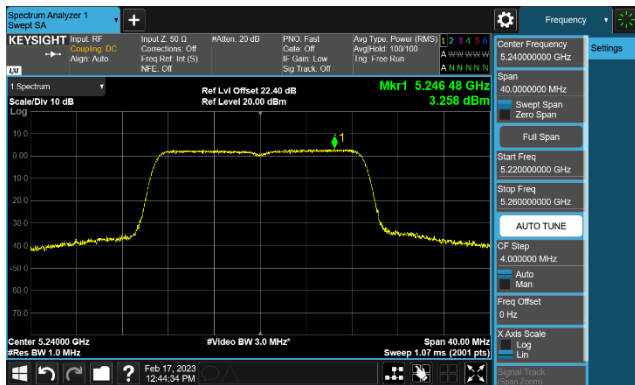 Spectrum Analyzer 1
Swept SA
Frequency
KEYSIGHT
Input: RF
Coupling: DC
Align: Auto
Input Z: 50 Ω
Corrections: Off
Freq Ref: Int (S)
NFE: Off
#Atten: 20 dB
PNO: Fast
Gate: Off
IF Gain: Low
Sig Track: Off
Avg Type: Power (RMS)
Avg|Hold: 100/100
Trig: Free Run
1 2 3 4 5 6
A W W W W W
A N N N N N
LXI
1 Spectrum
Scale/Div 10 dB
Log
Ref Lvl Offset 22.40 dB
Ref Level 20.00 dBm
Mkr1 5.246 48 GHz
3.258 dBm
1
10.0
0.00
-10.0
-20.0
-30.0
-40.0
-50.0
-60.0
-70.0
Center 5.24000 GHz
#Res BW 1.0 MHz
#Video BW 3.0 MHz*
Span 40.00 MHz
Sweep 1.07 ms (2001 pts)
Feb 17, 2023
12:44:34 PM
Settings
Center Frequency
5.240000000 GHz
Span
40.0000000 MHz
Swept Span
Zero Span
Full Span
Start Freq
5.220000000 GHz
Stop Freq
5.260000000 GHz
AUTO TUNE
CF Step
4.000000 MHz
Auto
Man
Freq Offset
0 Hz
X Axis Scale
Log
Lin
Signal Track
(Span Zoom)